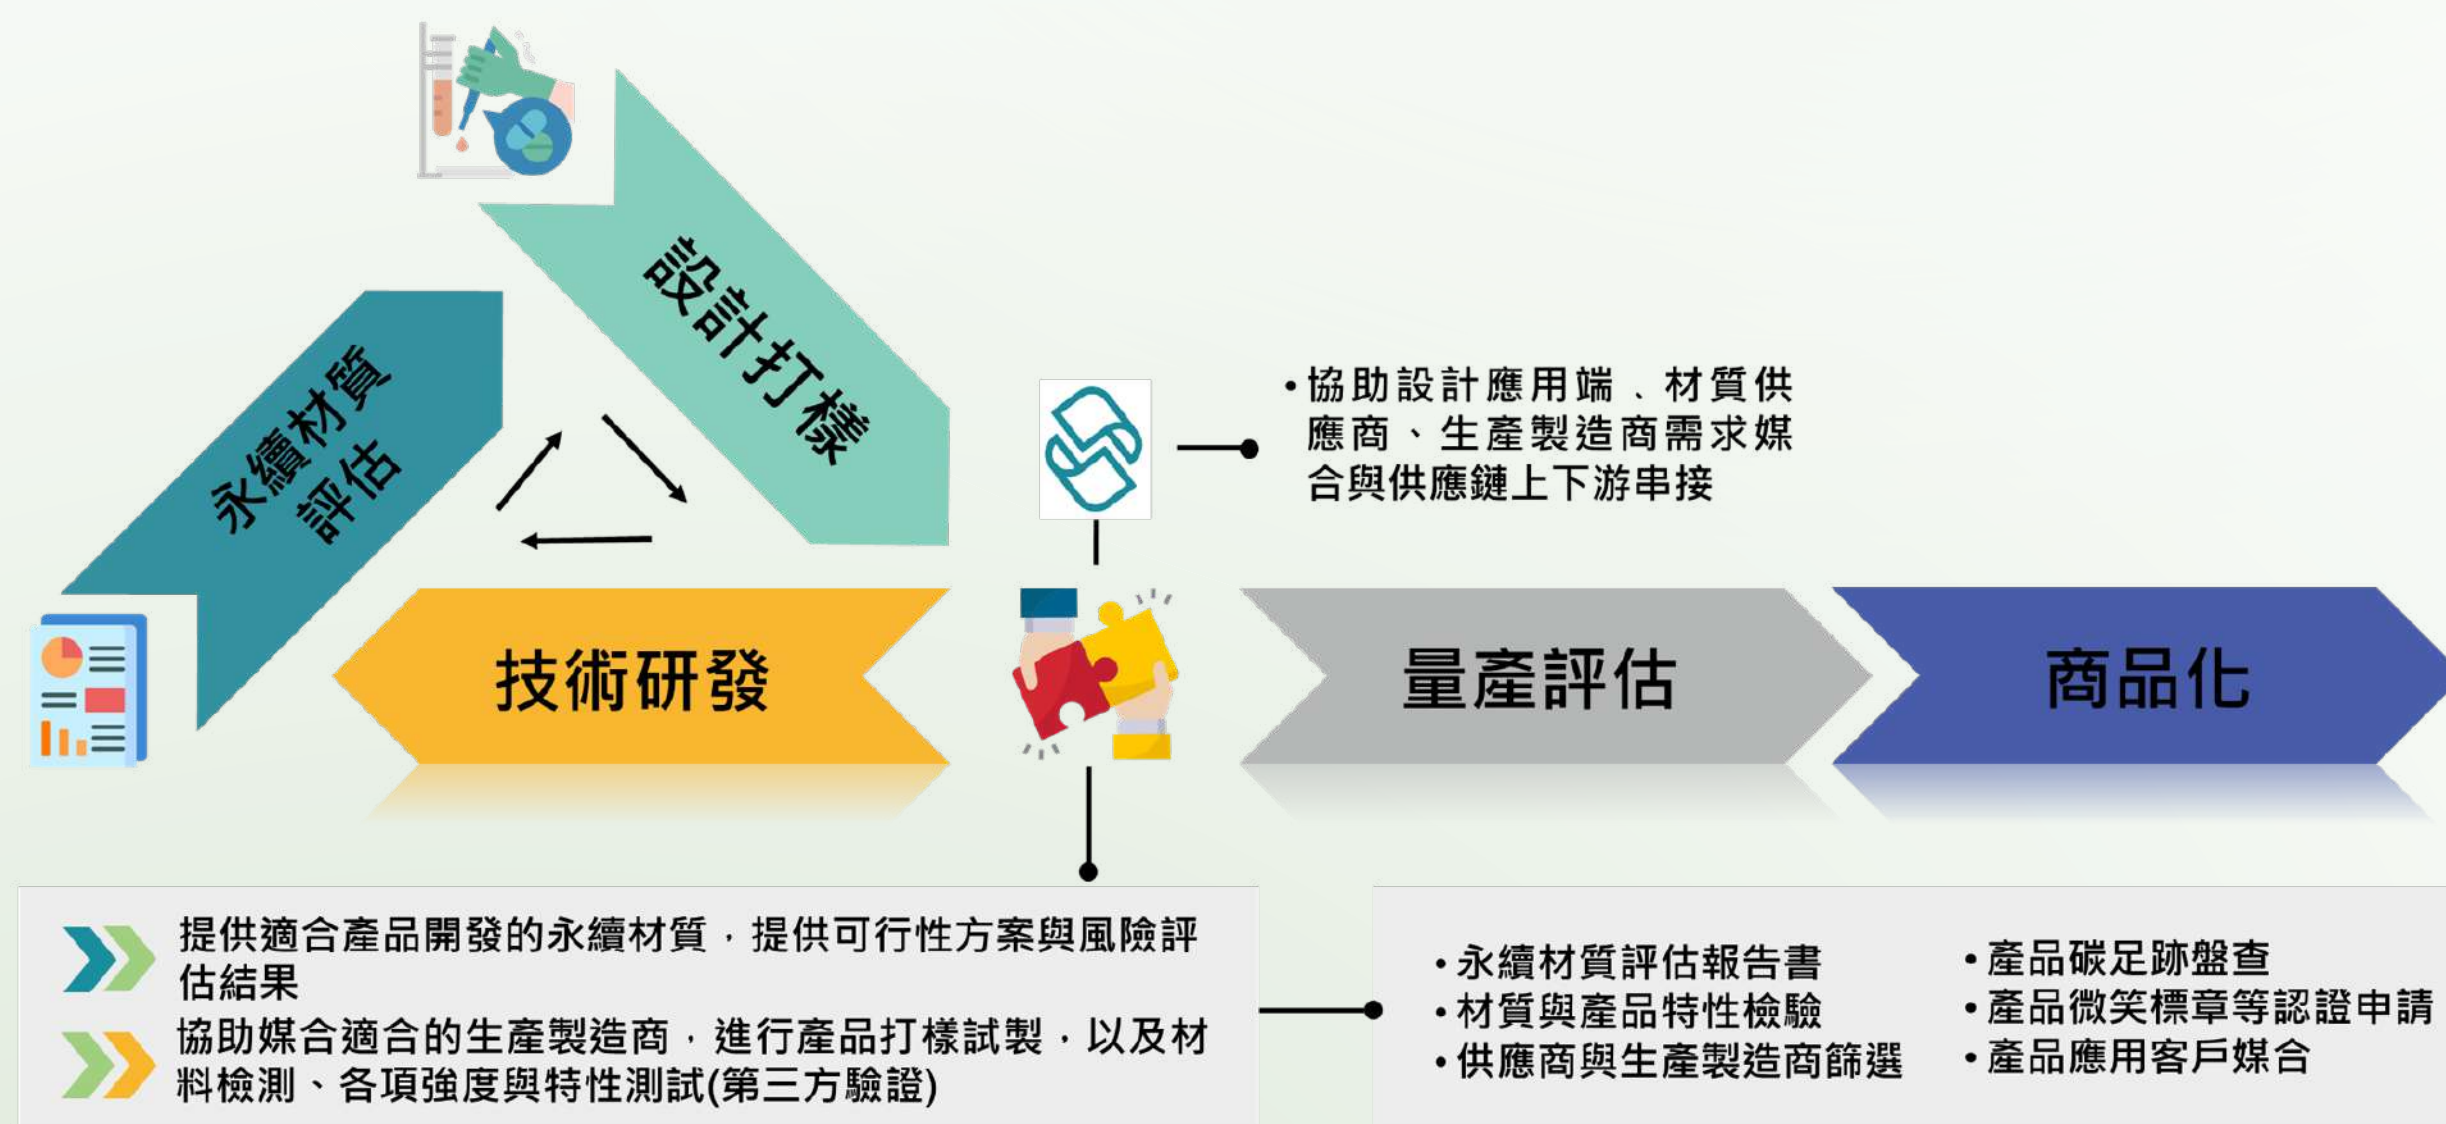 設計打樣
永續材質
評估
•協助設計應用端﹑材質供
應商、生產製造商需求媒
合與供應鏈上下游串接
技術研發
量產評估
商品化
提供適合產品開發的永續材質，提供可行性方案與風險評
估結果
協助媒合適合的生產製造商，進行產品打樣試製，以及材
料檢測、各項強度與特性測試(第三方驗證)
•永續材質評估報告書
•材質與產品特性檢驗
•供應商與生產製造商篩選
•產品碳足跡盤查
•產品微笑標章等認證申請
•產品應用客戶媒合